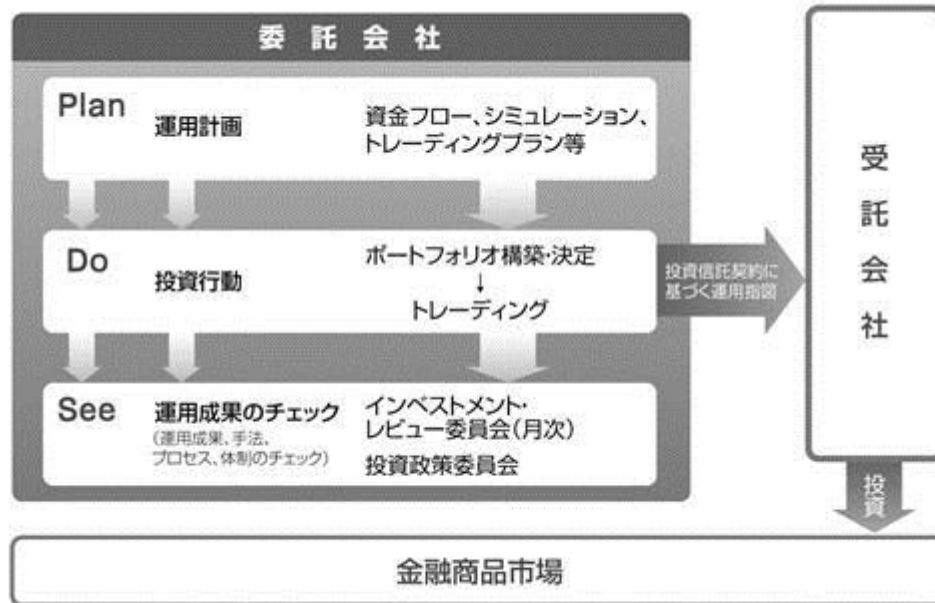 委託会社
Plan
運用計画
資金フロー、シミュレーション、
トレーディングプラン等
Do
投資行動
ポートフォリオ構築・決定
↓
トレーディング
See
運用成果のチェック
(運用成果、手法、
プロセス、体制のチェック)
インベストメント・
レビュー委員会(月次)
投資政策委員会
投資信託契約に
基づく運用指図
受託会社
投資
金融商品市場